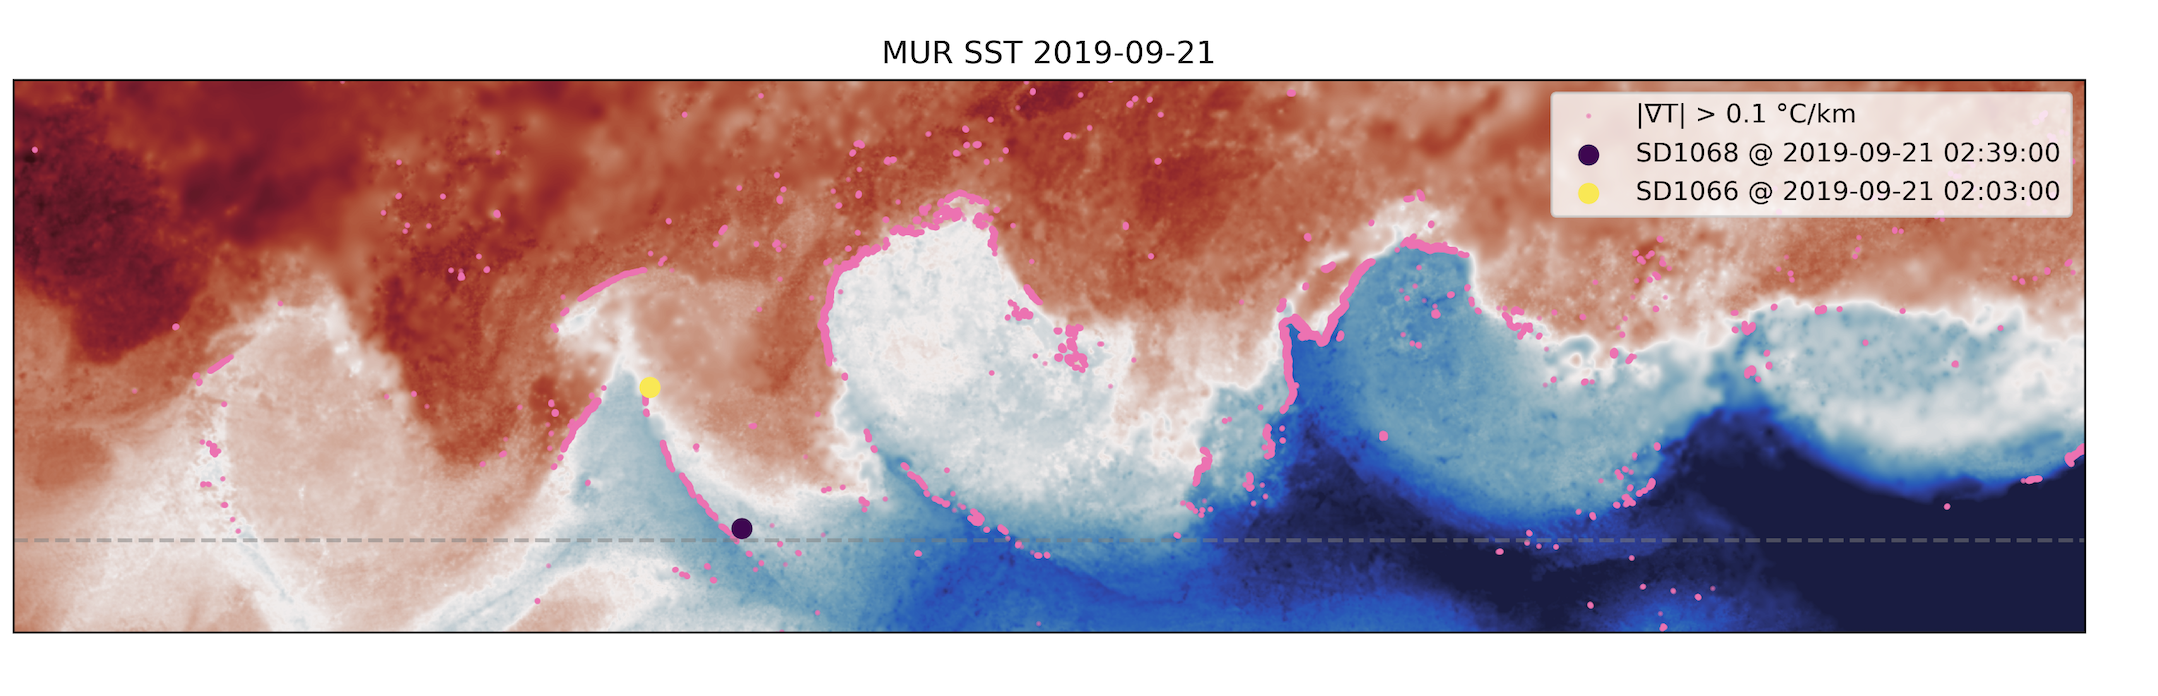 MUR SST 2019-09-21
|∇T| > 0.1 °C/km
SD1068 @ 2019-09-21 02:39:00
SD1066 @ 2019-09-21 02:03:00